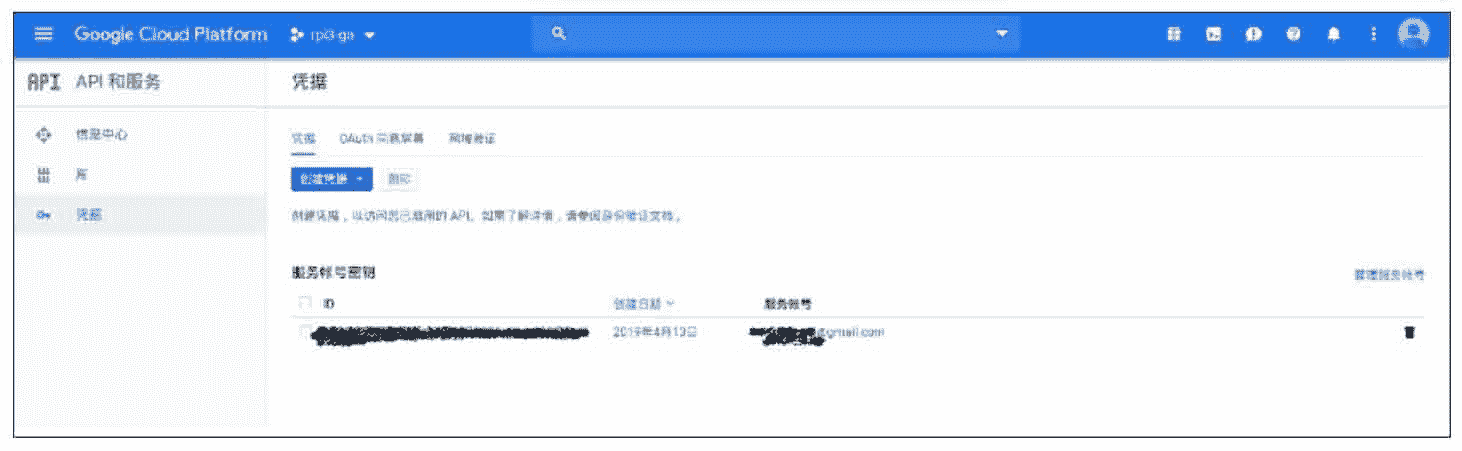 Google Cloud Platform rpi3-ga
API API 和服务
凭据
信息中心
库
凭据
凭据 OAuth 同意屏幕 网域验证
创建凭据 删除
创建凭据，以访问您已启用的 API。如需了解详情，请参阅身份验证文档。
服务帐号密钥
管理服务帐号
ID 创建日期 服务帐号
2019年4月13日 @gmail.com